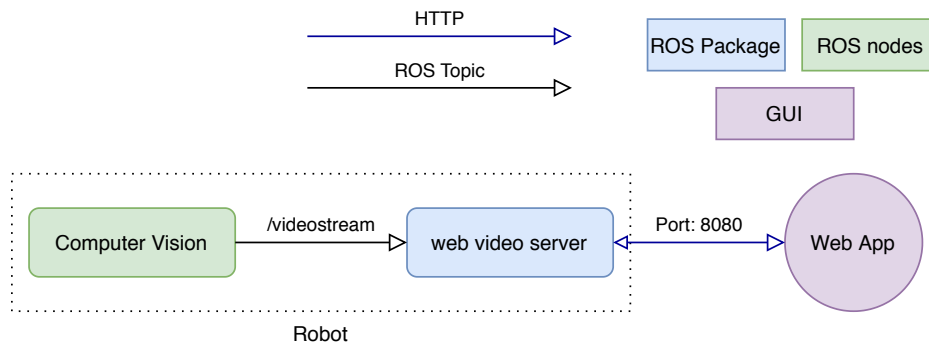 HTTP
ROS Topic
ROS Package
ROS nodes
GUI
Computer Vision
/videostream
web video server
Port: 8080
Web App
Robot